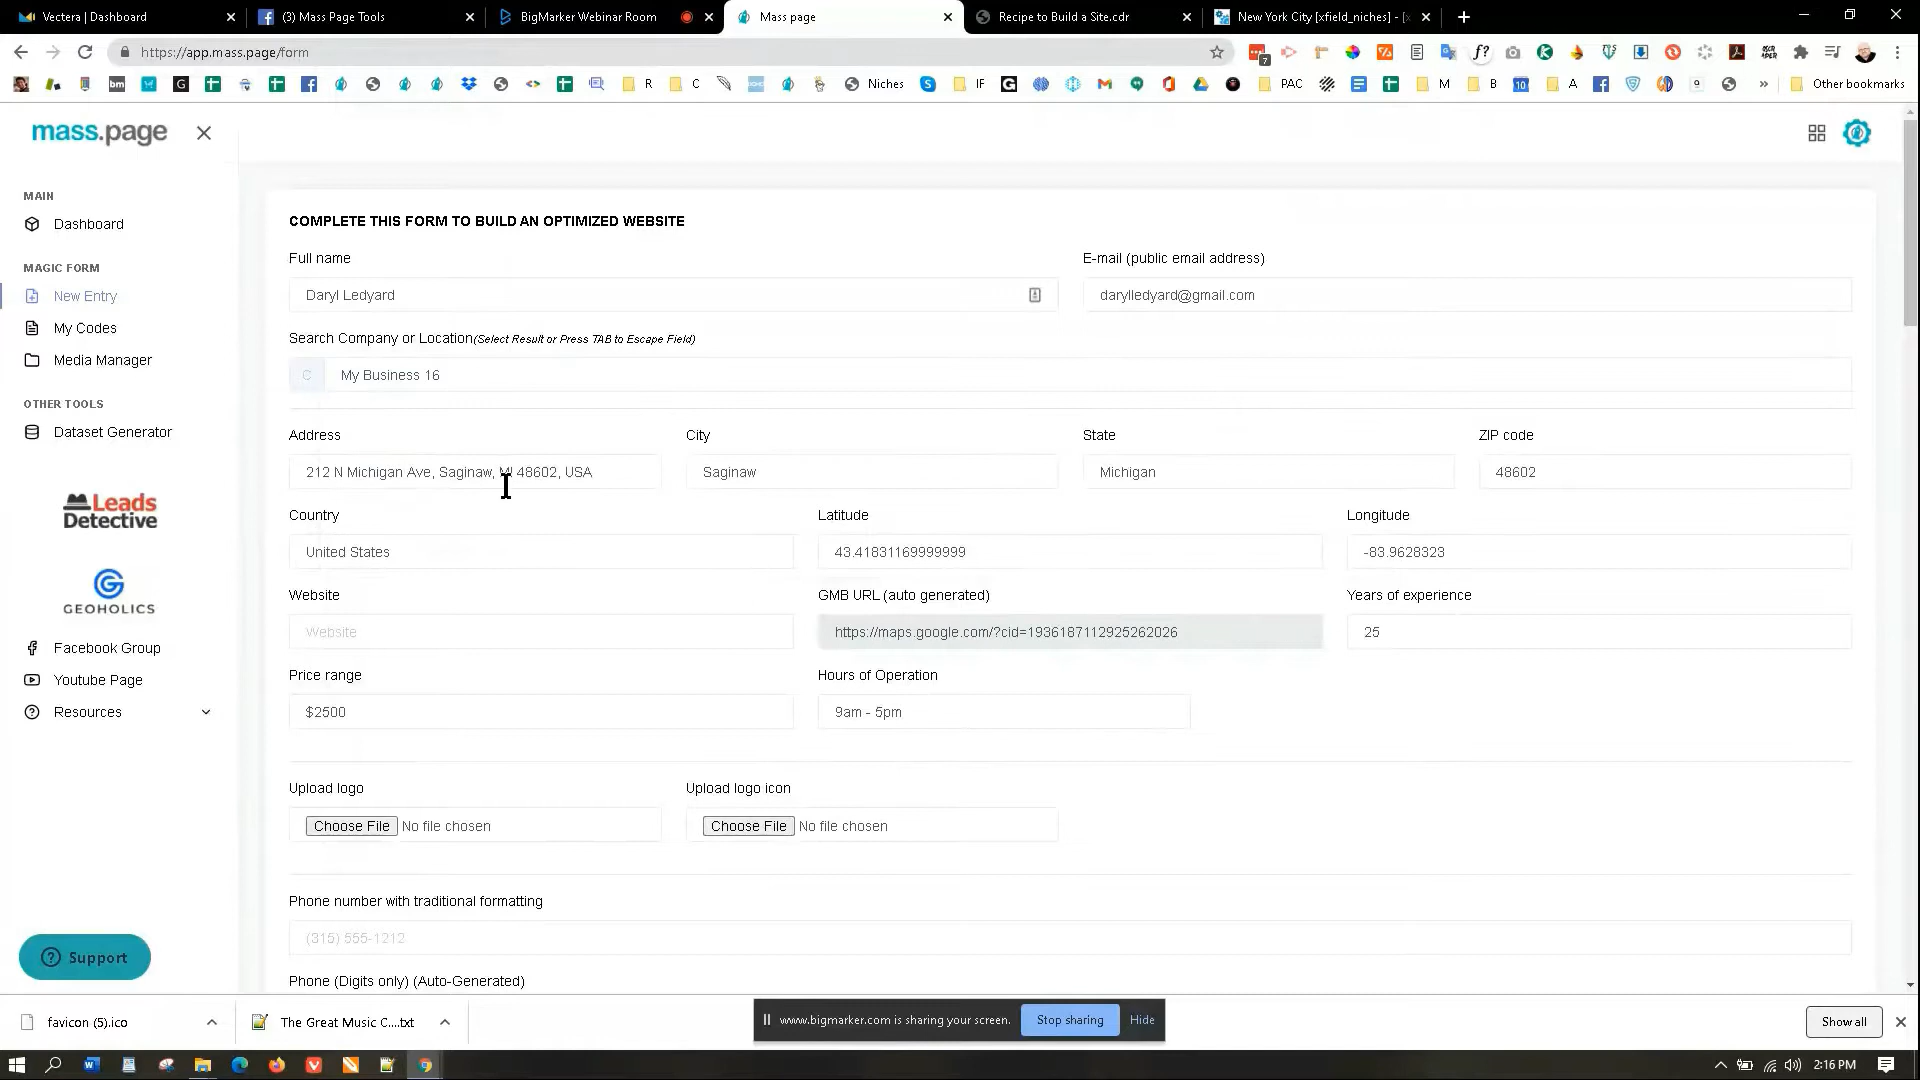 Vectera | Dashboard
(3) Mass Page Tools
BigMarker Webinar Room
Mass page
Recipe to Build a Site.cdr
New York City [xfield_niches] - [x
https://app.mass.page/form
7
bm
G
R
C
Niches
IF
G
PAC
M
B
10
A
Other bookmarks
mass.page
MAIN
Dashboard
MAGIC FORM
New Entry
My Codes
Media Manager
OTHER TOOLS
Dataset Generator
Leads
Detective
GEOHOLICS
Facebook Group
Youtube Page
Resources
Support
COMPLETE THIS FORM TO BUILD AN OPTIMIZED WEBSITE
Full name
E-mail (public email address)
Daryl Ledyard
darylledyard@gmail.com
Search Company or Location(Select Result or Press TAB to Escape Field)
C
My Business 16
Address
City
State
ZIP code
212 N Michigan Ave, Saginaw, MI 48602, USA
Saginaw
Michigan
48602
Country
Latitude
Longitude
United States
43.41831169999999
-83.9628323
Website
GMB URL (auto generated)
Years of experience
Website
https://maps.google.com/?cid=1936187112925262026
25
Price range
Hours of Operation
$2500
9am - 5pm
Upload logo
Upload logo icon
Choose File No file chosen
Choose File No file chosen
Phone number with traditional formatting
(315) 555-1212
Phone (Digits only) (Auto-Generated)
favicon (5).ico
The Great Music C....txt
www.bigmarker.com is sharing your screen.
Stop sharing
Hide
Show all
2:16 PM